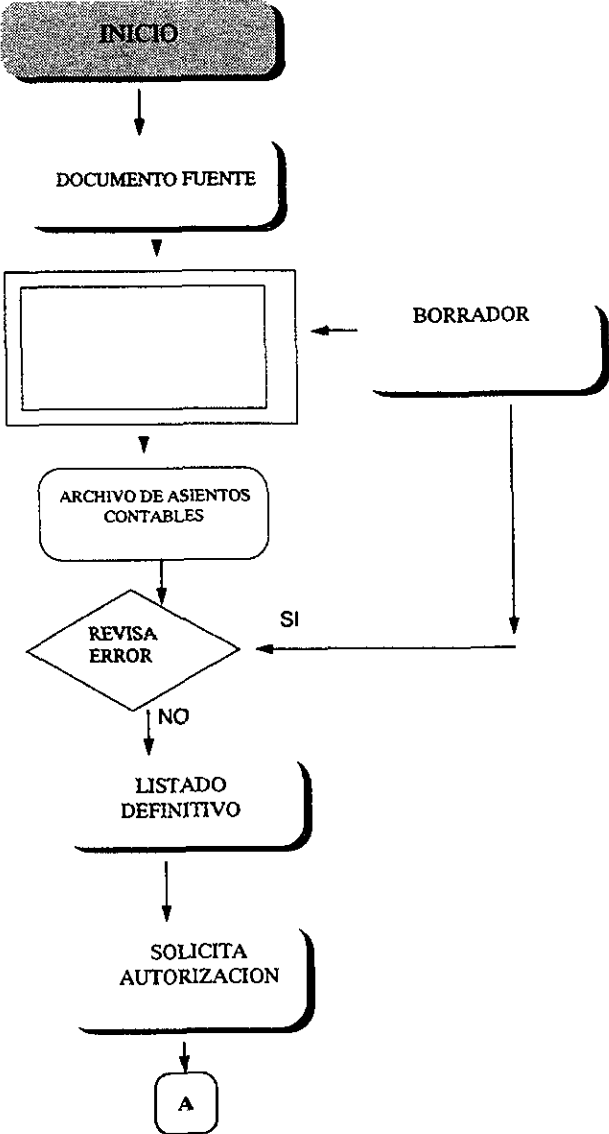 INICIO
DOCUMENTO FUENTE
BORRADOR
ARCHIVO DE ASIENTOS
CONTABLES
SI
REVISA
ERROR
NO
LISTADO
DEFINITIVO
SOLICITA
AUTORIZACION
A